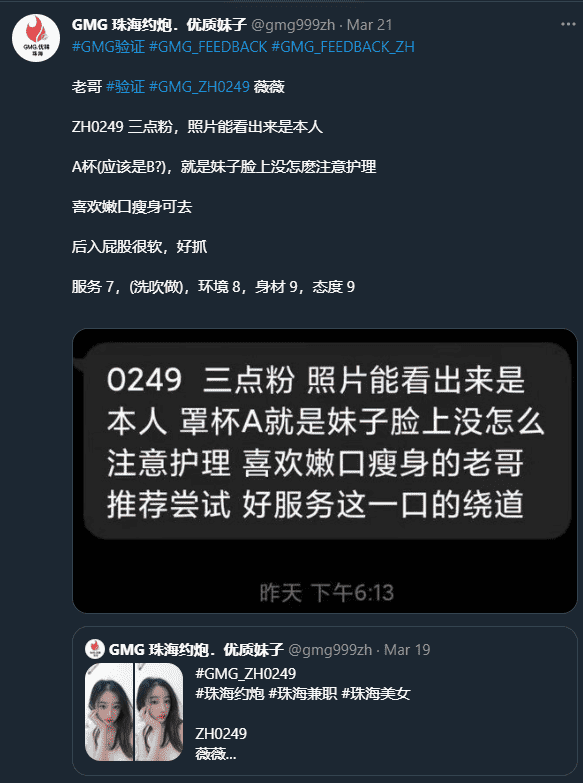 GMG 珠海约炮．优质妹子 @gmg999zh · Mar 21
#GMG验证 #GMG_FEEDBACK #GMG_FEEDBACK_ZH
老哥 #验证 #GMG_ZH0249 薇薇
ZH0249 三点粉，照片能看出来是本人
A杯(应该是B?)，就是妹子脸上没怎麽注意护理
喜欢嫩口瘦身可去
后入屁股很软，好抓
服务 7，(洗吹做)，环境 8，身材 9，态度 9
GMG.优辣
珠海
0249 三点粉 照片能看出来是
本人 罩杯A就是妹子脸上没怎么
注意护理 喜欢嫩口瘦身的老哥
推荐尝试 好服务这一口的绕道
昨天 下午6:13
GMG 珠海约炮．优质妹子 @gmg999zh · Mar 19
#GMG_ZH0249
#珠海约炮 #珠海兼职 #珠海美女
ZH0249
薇薇...